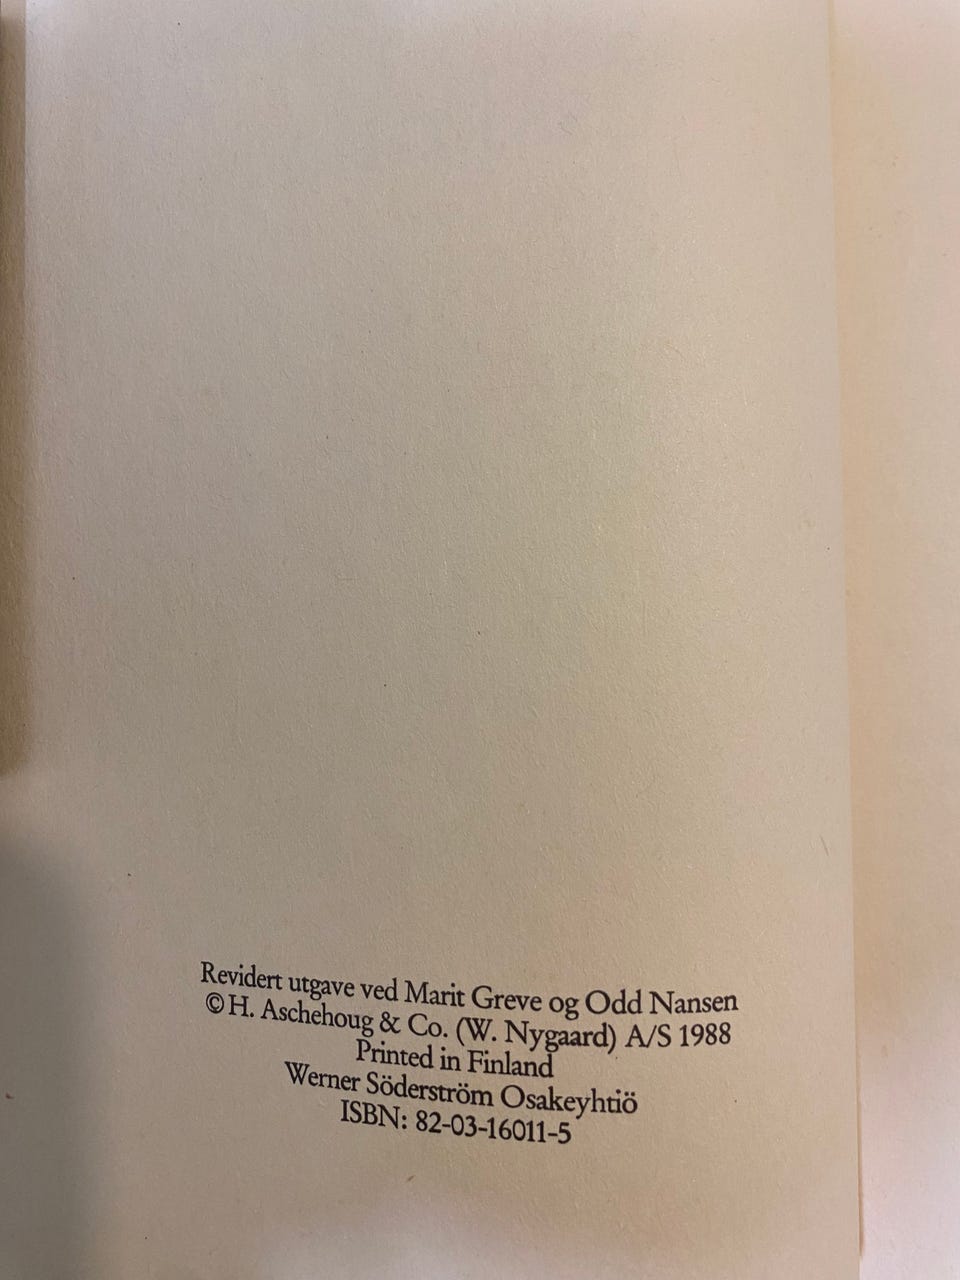 Revidert utgave ved Marit Greve og Odd Nansen
© H. Aschehoug & Co. (W. Nygaard) A/S 1988
Printed in Finland
Werner Söderström Osakeyhtiö
ISBN: 82-03-16011-5